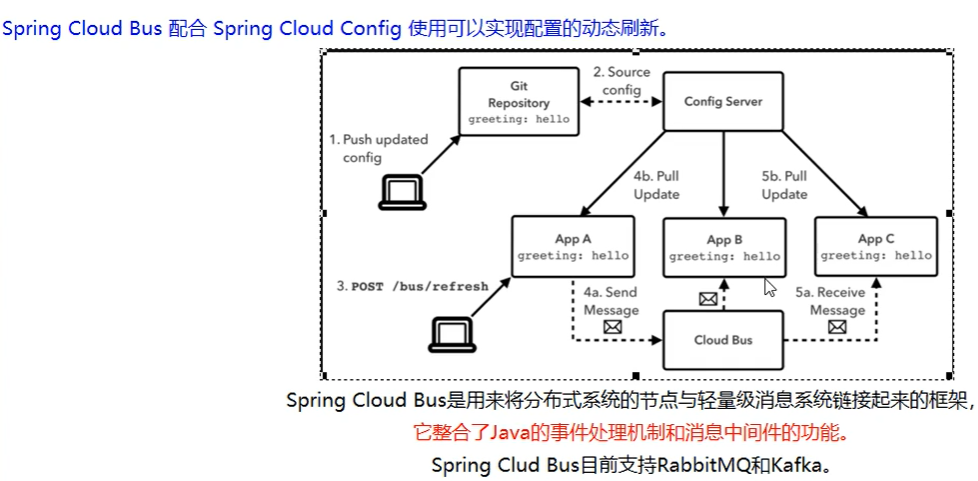 Spring Cloud Bus 配合 Spring Cloud Config 使用可以实现配置的动态刷新。
Git
Repository
greeting: hello
2. Source
config
Config Server
1. Push updated
config
4b. Pull
Update
5b. Pull
Update
App A
greeting: hello
App B
greeting: hello
App C
greeting: hello
3. POST /bus/refresh
4a. Send
Message
5a. Receive
Message
Cloud Bus
Spring Cloud Bus是用来将分布式系统的节点与轻量级消息系统链接起来的框架，
它整合了Java的事件处理机制和消息中间件的功能。
Spring Clud Bus目前支持RabbitMQ和Kafka。